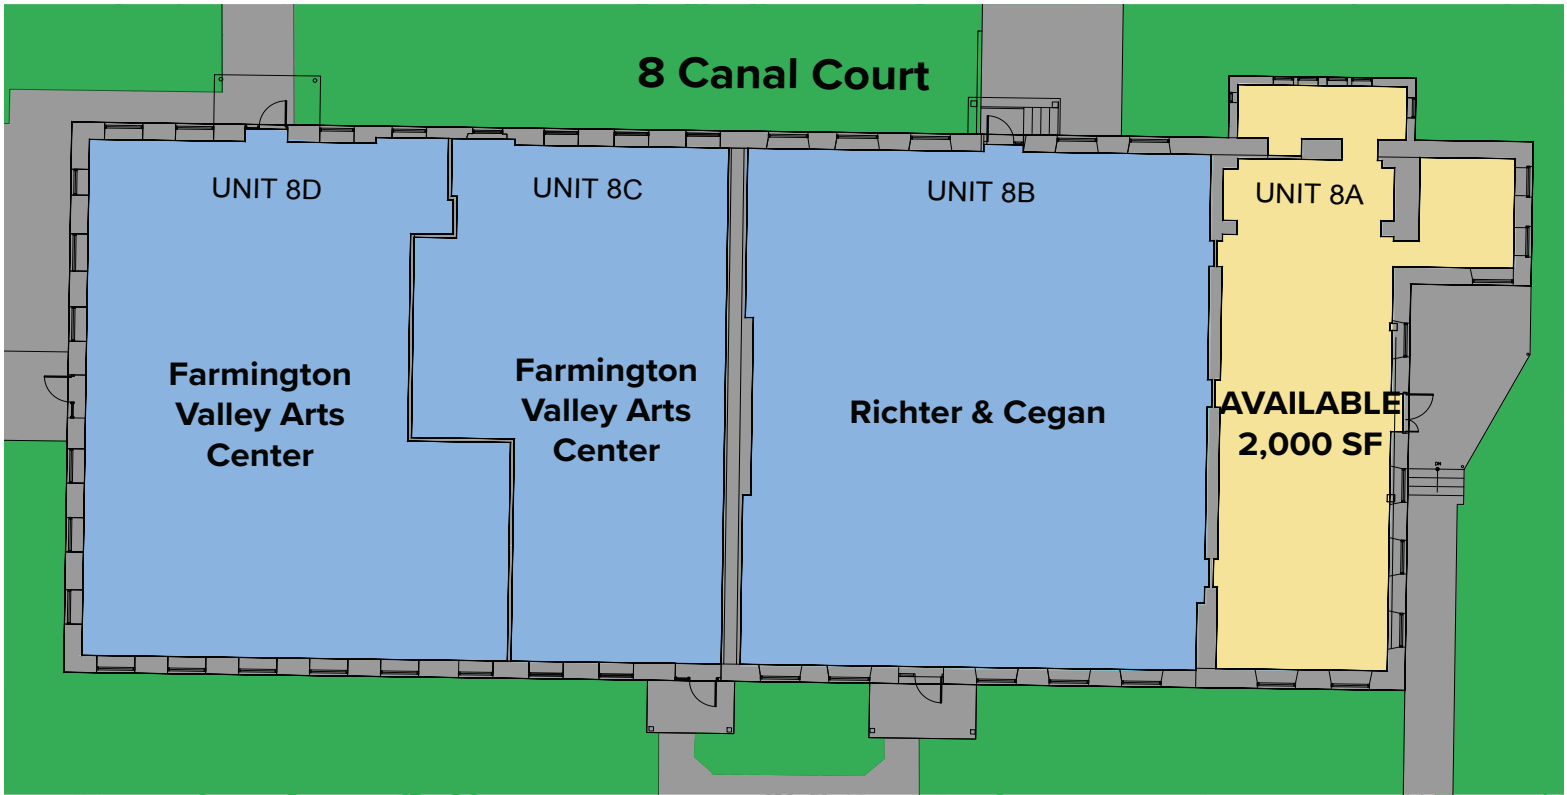 8 Canal Court
UNIT 8D
UNIT 8C
UNIT 8B
UNIT 8A
Farmington
Valley Arts
Center
Farmington
Valley Arts
Center
Richter & Cegan
AVAILABLE
2,000 SF
DN